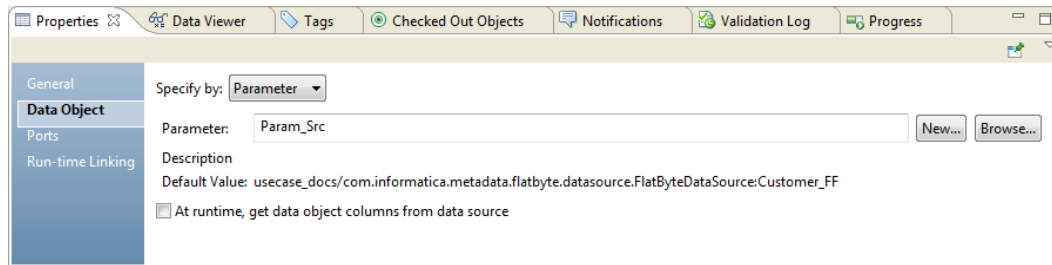 Properties Data Viewer Tags Checked Out Objects Notifications Validation Log Progress
General
Data Object
Ports
Run-time Linking
Specify by: Parameter
Parameter: Param_Src New... Browse...
Description
Default Value: usecase_docs/com.informatica.metadata.flatbyte.datasource.FlatByteDataSource:Customer_FF
At runtime, get data object columns from data source